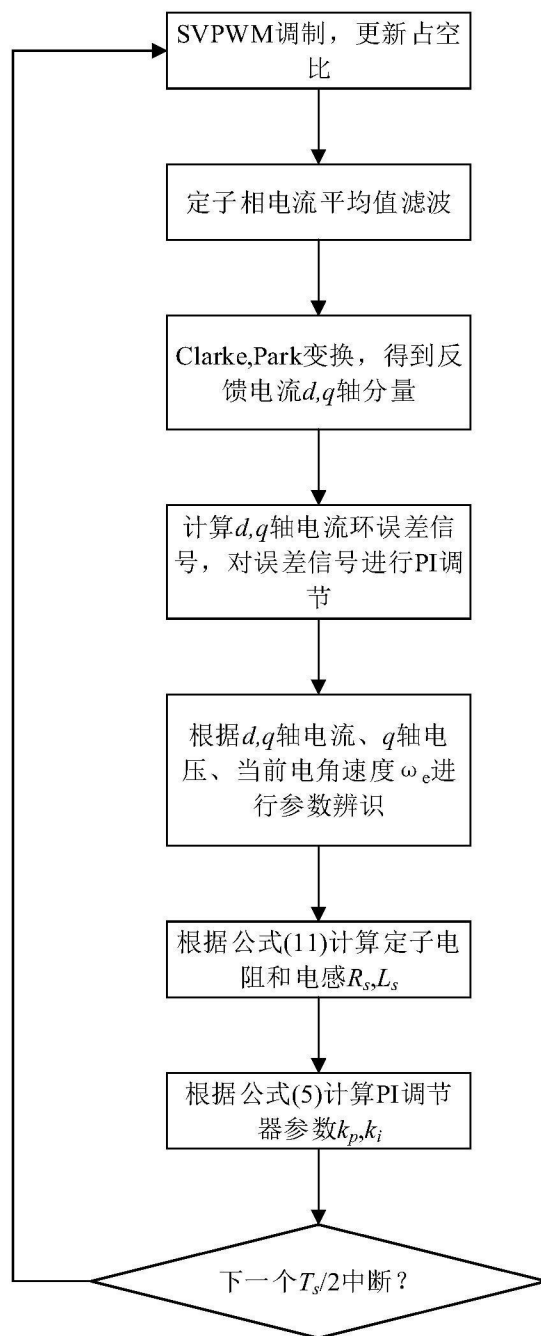 SVPWM调制，更新占空
比
定子相电流平均值滤波
Clarke,Park变换，得到反
馈电流d,q轴分量
计算d,q轴电流环误差信
号，对误差信号进行PI调
节
根据d,q轴电流、q轴电
压、当前电角速度ωe进
行参数辨识
根据公式(11)计算定子电
阻和电感Rs,Ls
根据公式(5)计算PI调节
器参数kp,ki
下一个Ts/2中断？